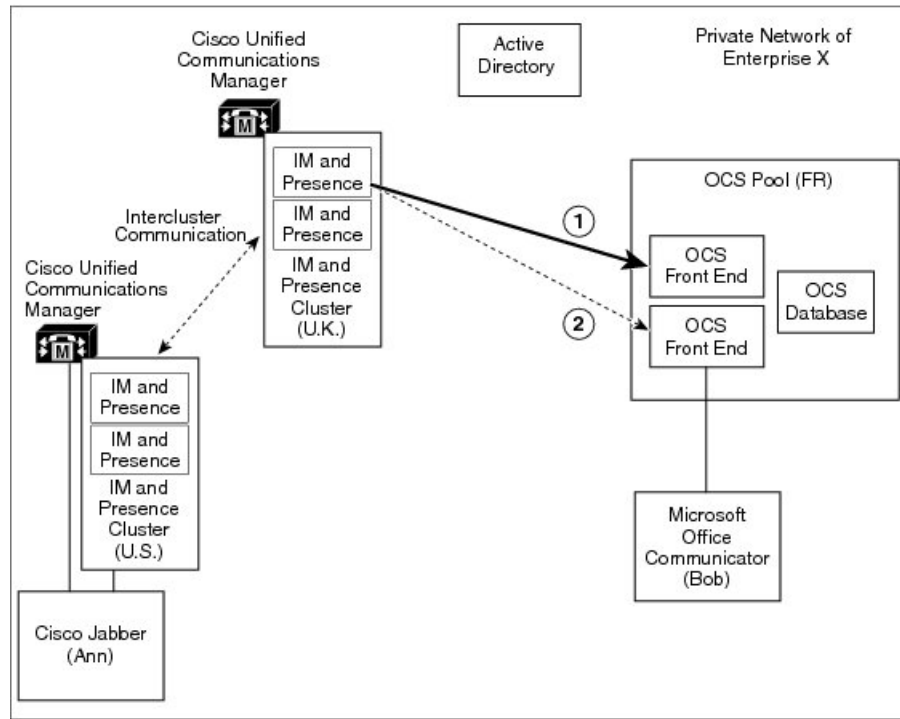 Cisco Unified
Communications
Manager
M
Active
Directory
Private Network of
Enterprise X
IM and
Presence
IM and
Presence
IM and
Presence
Cluster
(U.K.)
Intercluster
Communication
1
2
OCS Pool (FR)
OCS
Front End
OCS
Front End
OCS
Database
Cisco Unified
Communications
Manager
M
IM and
Presence
IM and
Presence
IM and
Presence
Cluster
(U.S.)
Microsoft
Office
Communicator
(Bob)
Cisco Jabber
(Ann)